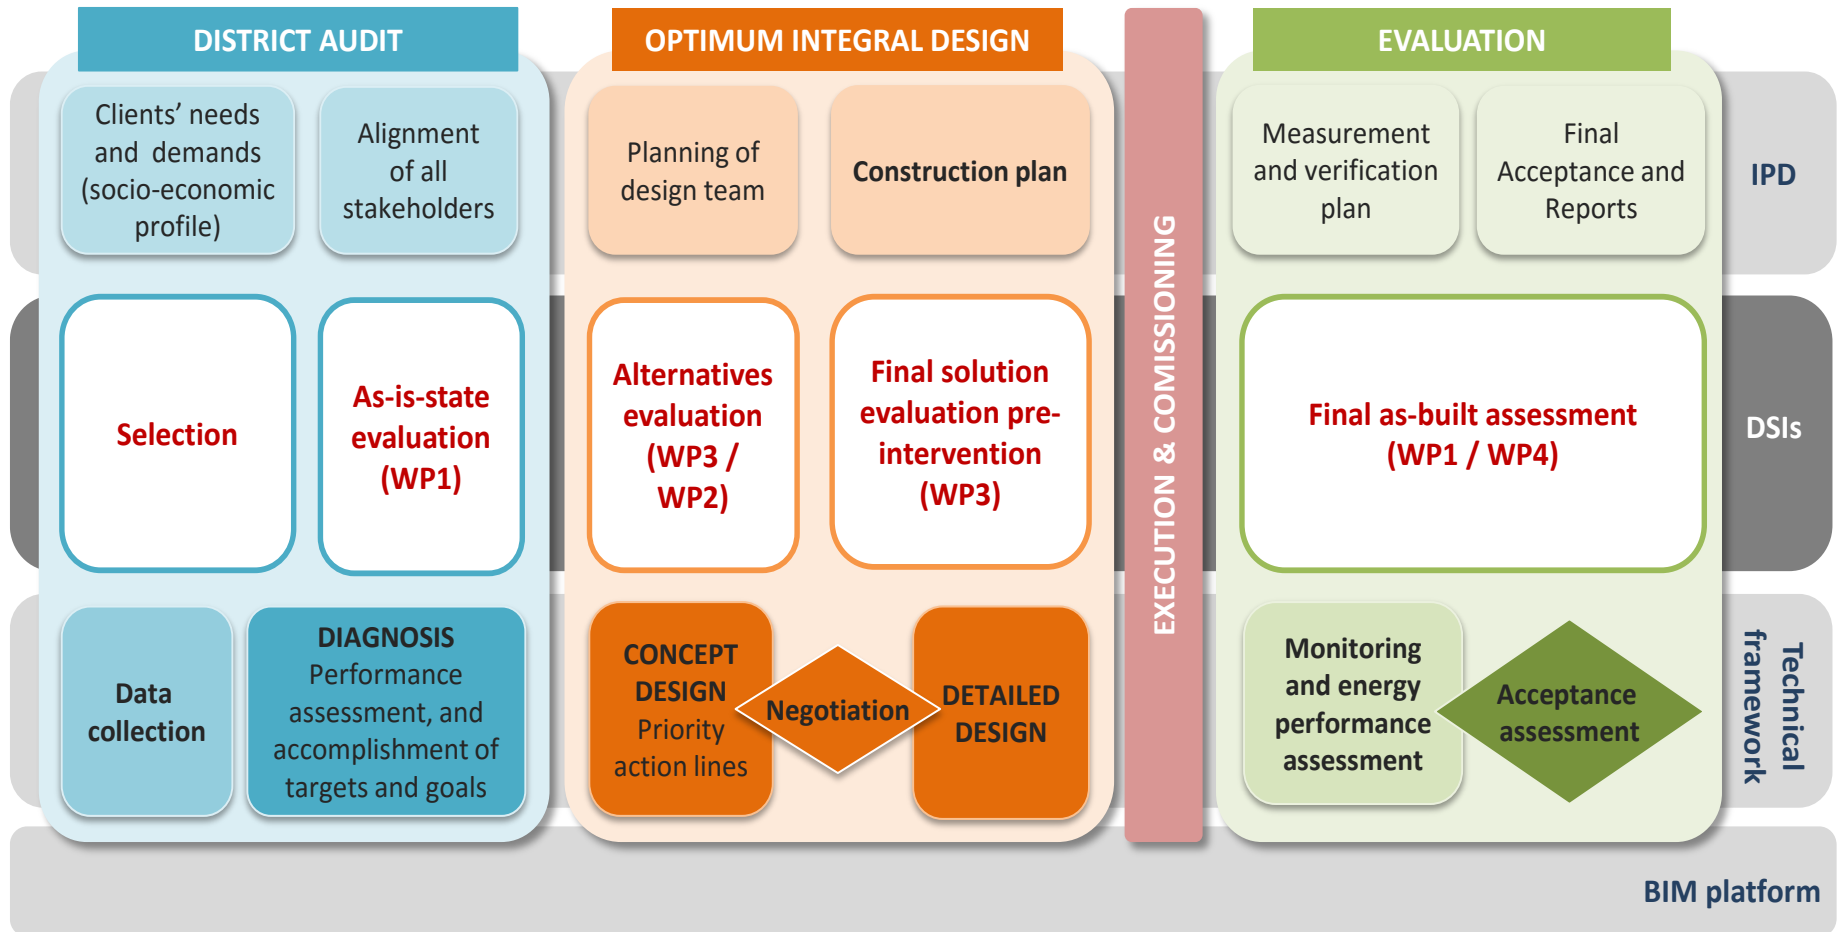 DISTRICT AUDIT
OPTIMUM INTEGRAL DESIGN
EVALUATION
Clients’ needs
and demands
(socio-economic
profile)
Alignment
of all
stakeholders
Planning of
design team
Construction plan
Measurement
and verification
plan
Final
Acceptance and
Reports
IPD
Selection
As-is-state
evaluation
(WP1)
Alternatives
evaluation
(WP3 /
WP2)
Final solution
evaluation pre-
intervention
(WP3)
EXECUTION & COMISSIONING
Final as-built assessment
(WP1 / WP4)
DSIs
Data
collection
DIAGNOSIS
Performance
assessment, and
accomplishment of
targets and goals
CONCEPT
DESIGN
Priority
action lines
Negotiation
DETAILED
DESIGN
Monitoring
and energy
performance
assessment
Acceptance
assessment
Technical
framework
BIM platform